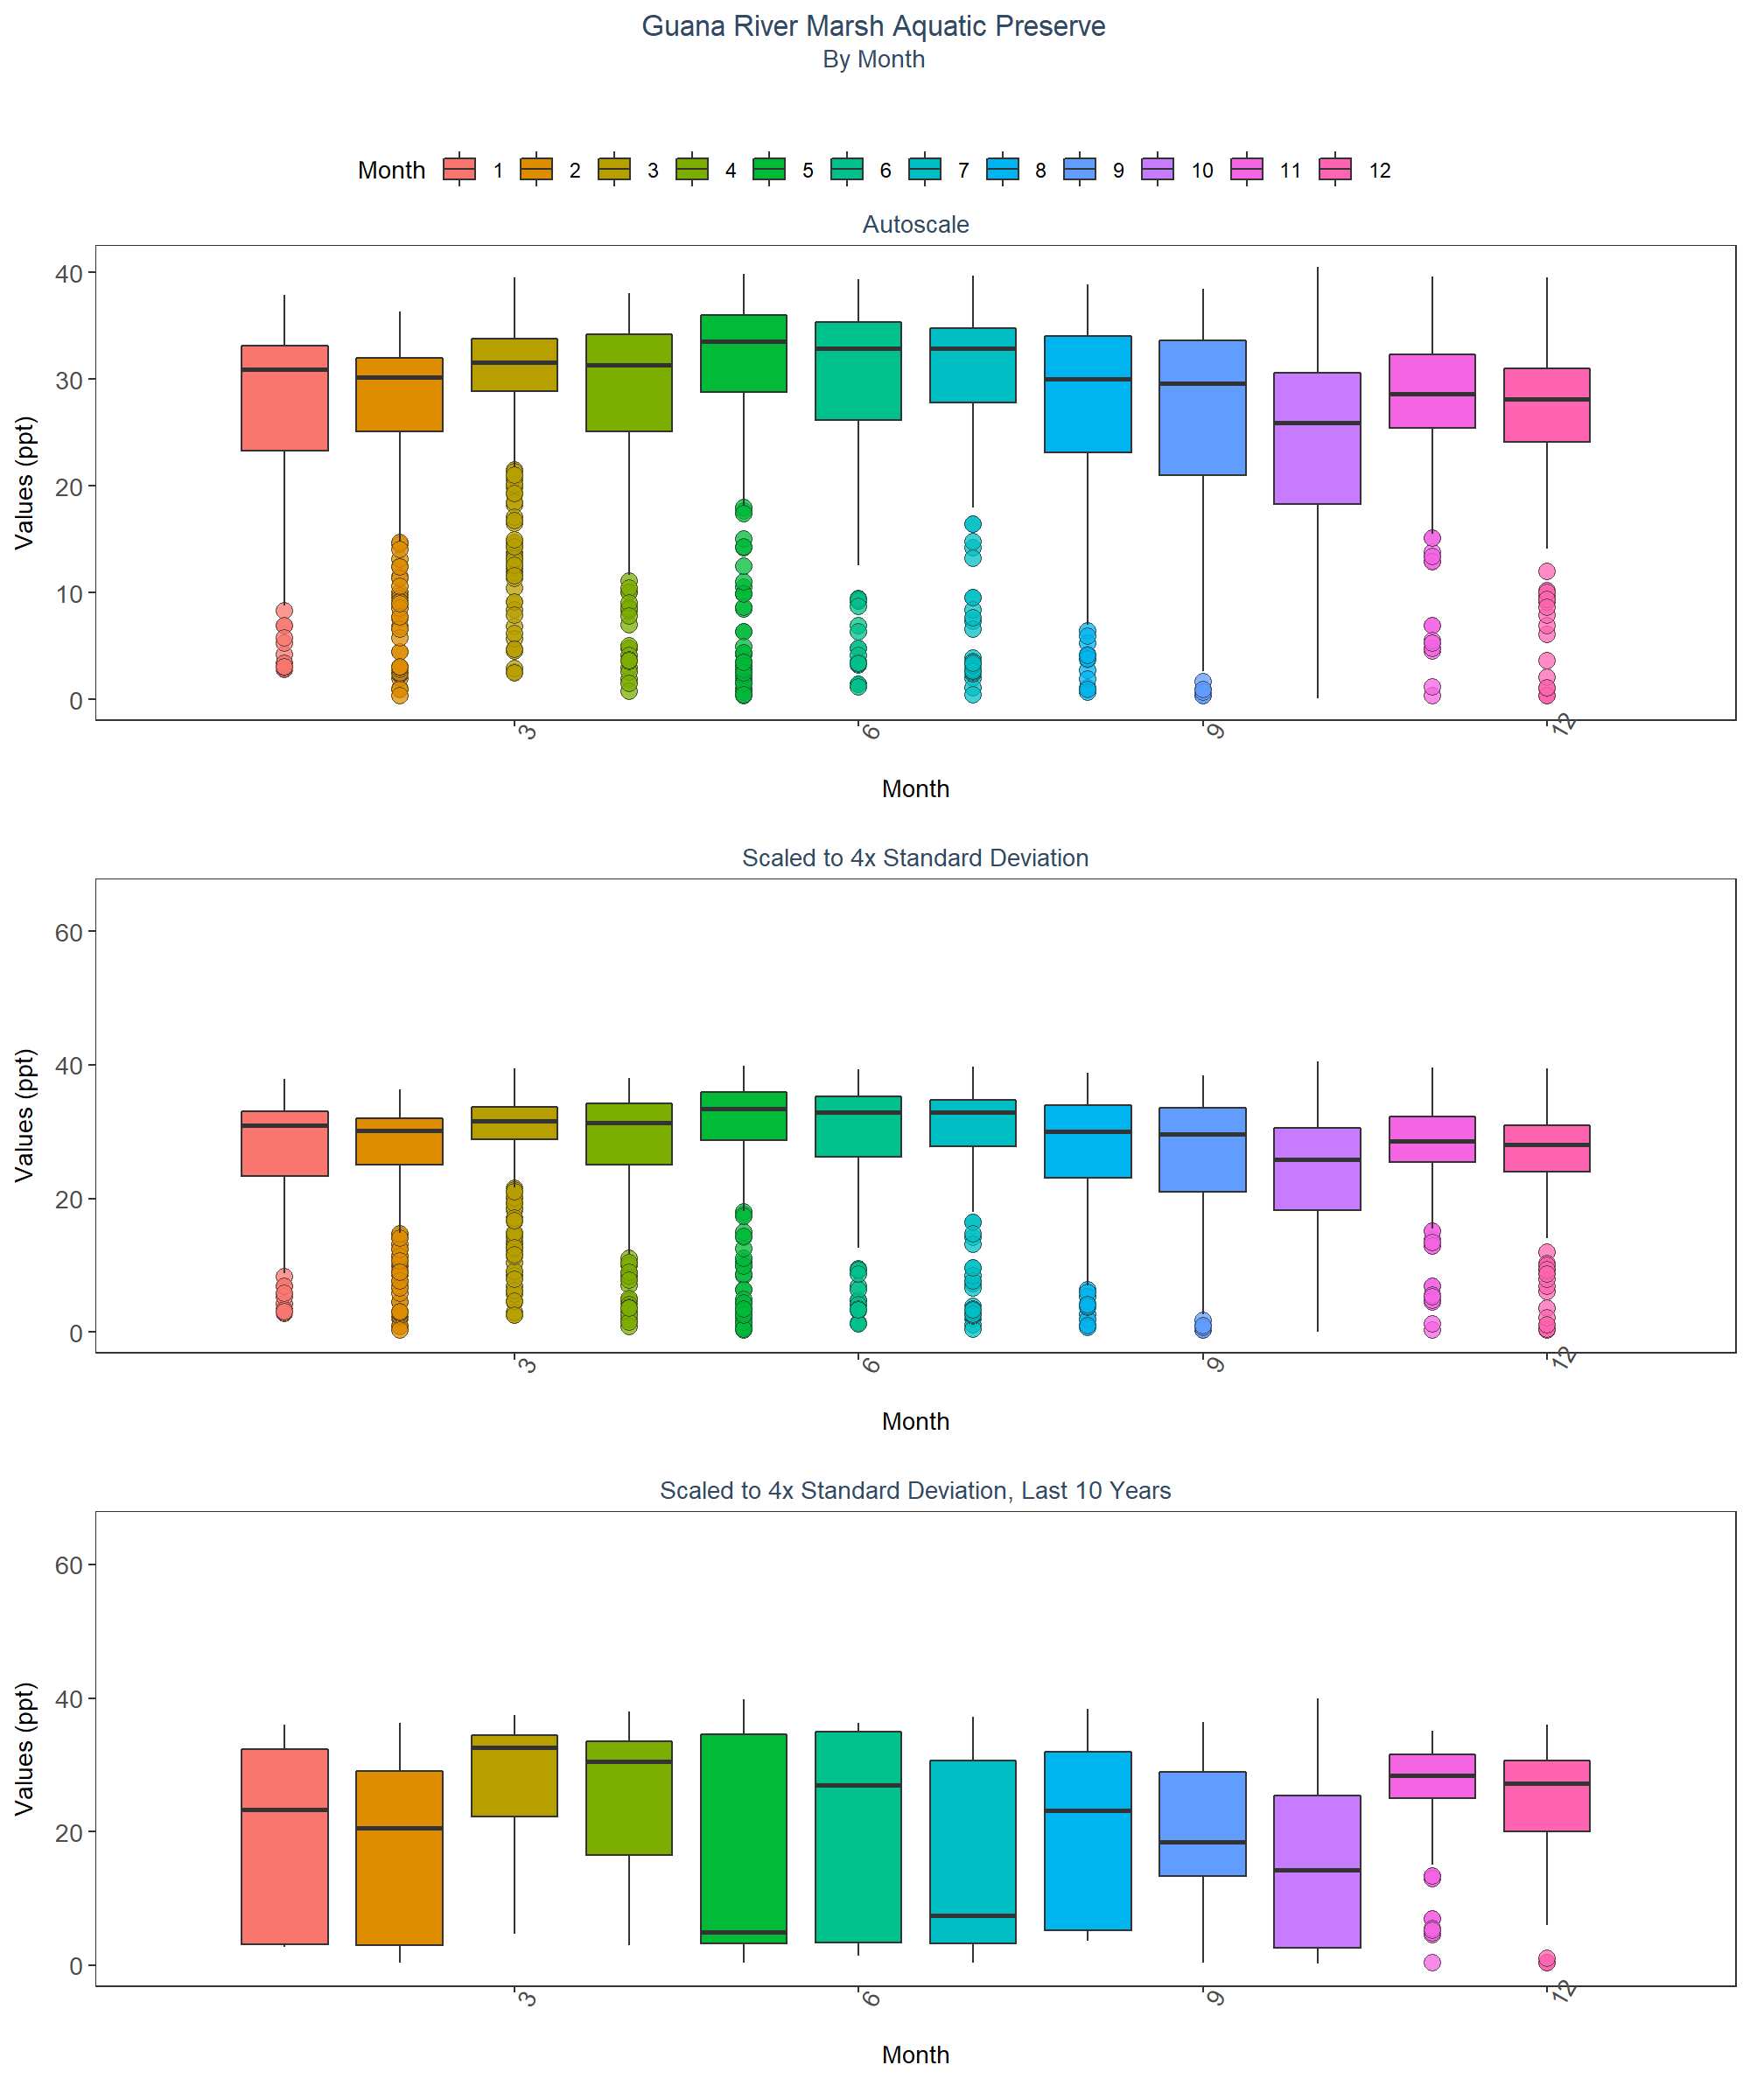 Guana River Marsh Aquatic Preserve
By Month
Month 1 2 3 4 5 6 7 8 9 10 11 12
Autoscale
Values (ppt)
40
30
20
10
0
3 6 9 12
Month
Scaled to 4x Standard Deviation
Values (ppt)
60
40
20
0
3 6 9 12
Month
Scaled to 4x Standard Deviation, Last 10 Years
Values (ppt)
60
40
20
0
3 6 9 12
Month